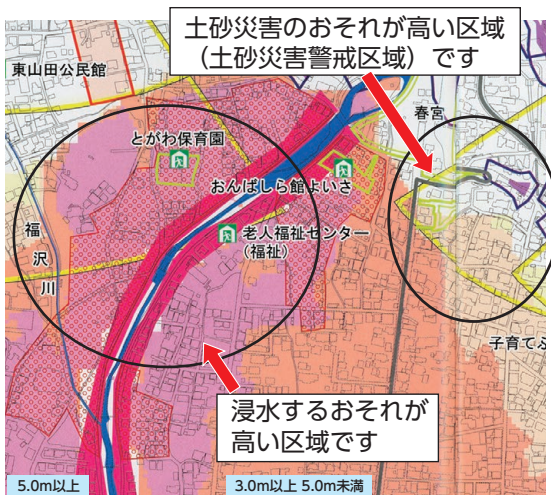 土砂災害のおそれが高い区域
（土砂災害警戒区域）です
東山田公民館
春宮
とがわ保育園
おんばしら館よいさ
老人福祉センター
(福祉)
福沢川
子育てふ
浸水するおそれが
高い区域です
5.0m以上
3.0m以上 5.0m未満